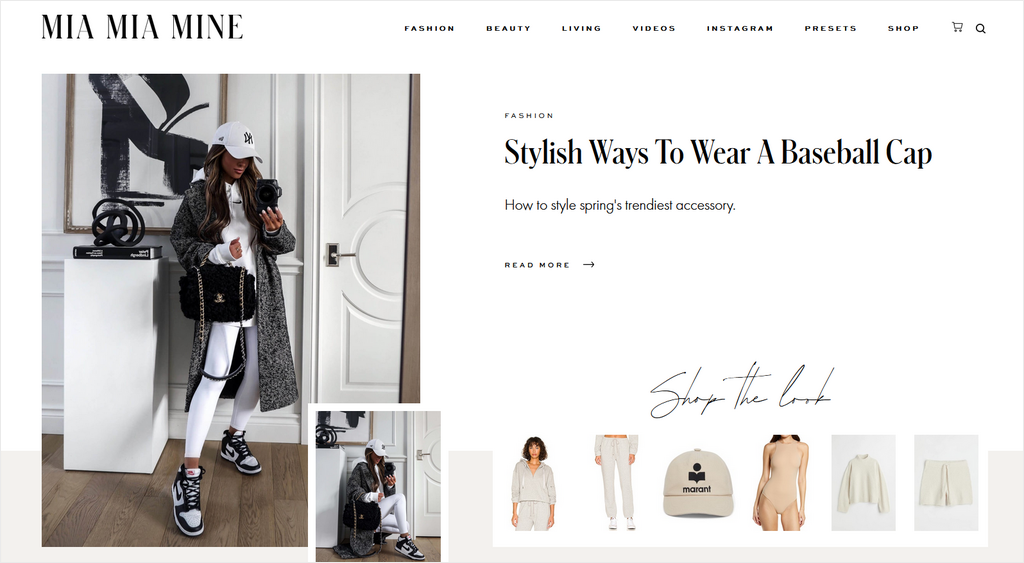 MIA MIA MINE
FASHION
BEAUTY
LIVING
VIDEOS
INSTAGRAM
PRESETS
SHOP
FASHION
Stylish Ways To Wear A Baseball Cap
How to style spring's trendiest accessory.
READ MORE
Shop the look
marant